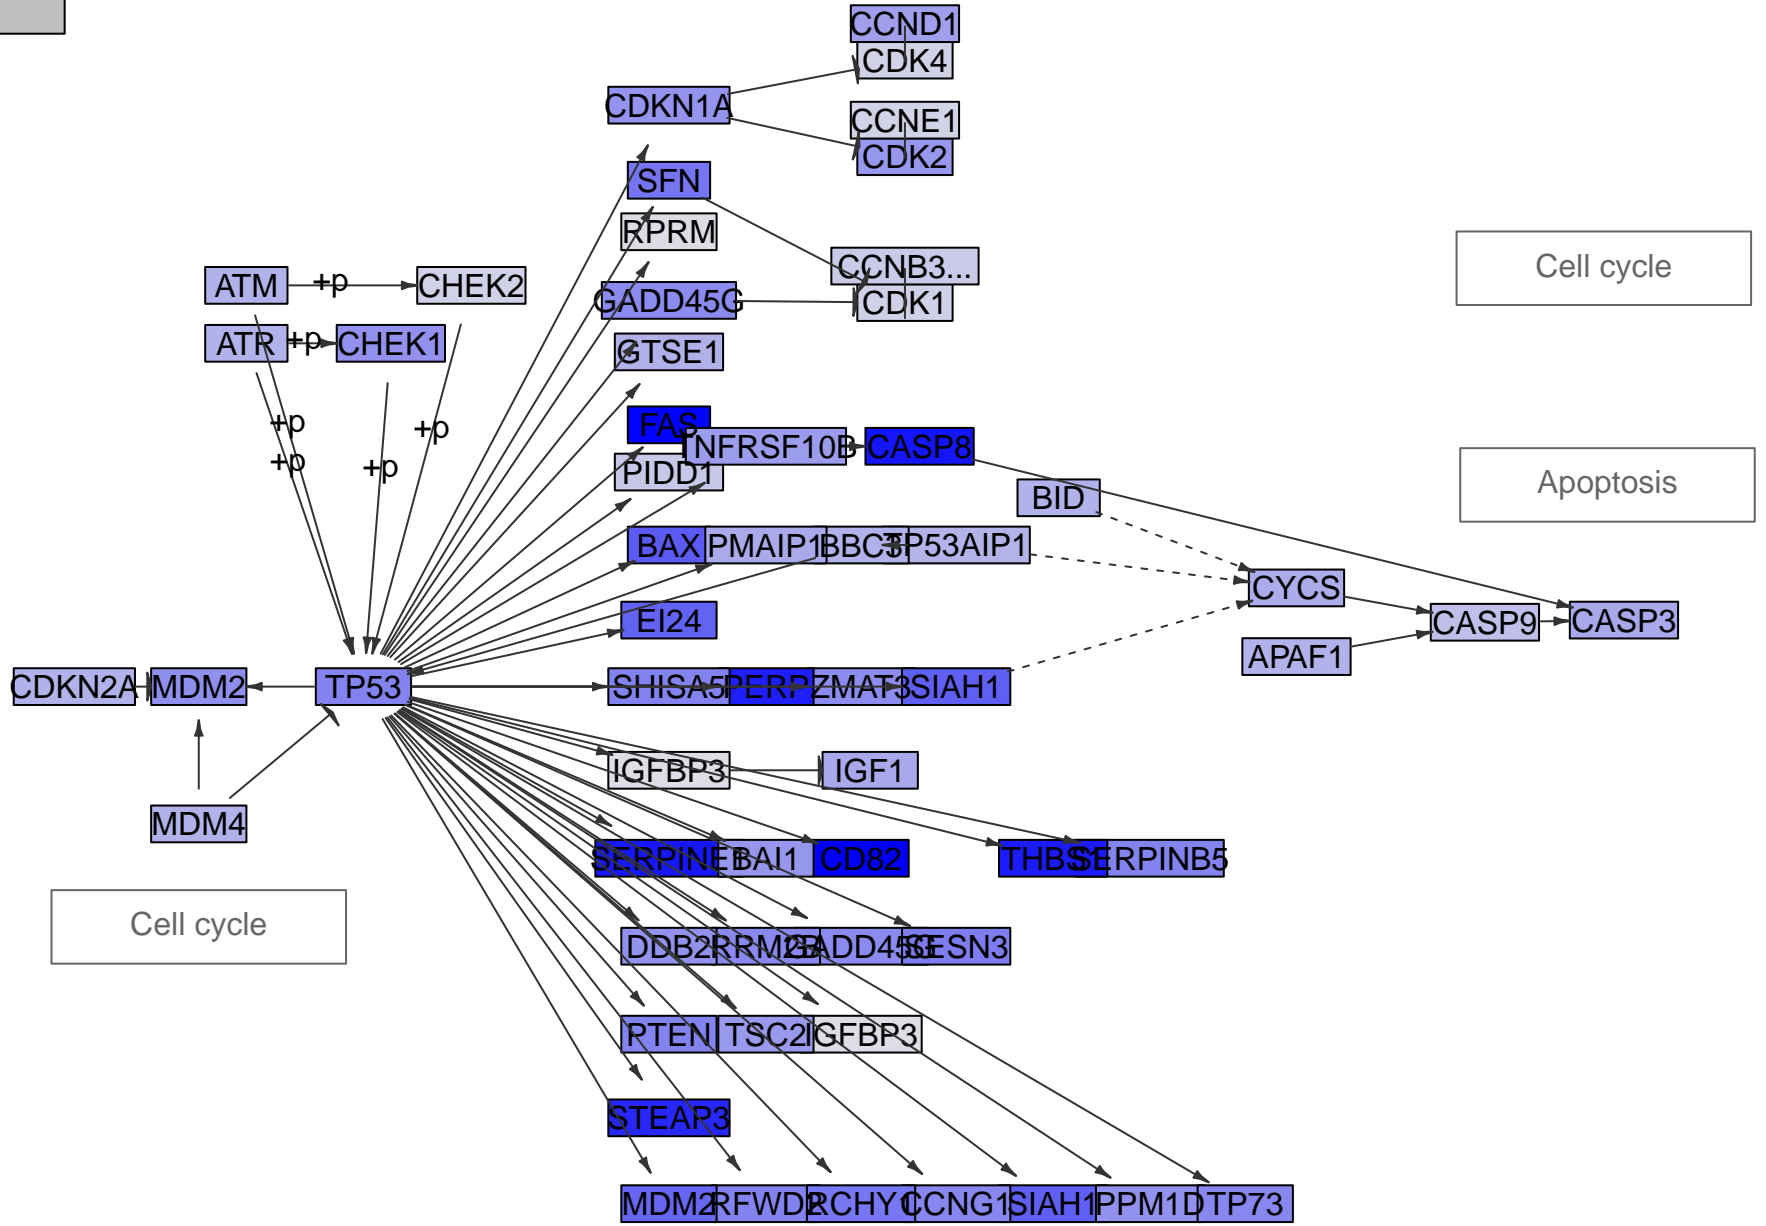 CCND1
CDK4
CDKN1A
CCNE1
CDK2
SFN
RPRM
Cell cycle
CCNB3...
ATM
+p
CHEK2
GADD45G
CDK1
ATR
+p
CHEK1
GTSE1
FAS
+p
+p
TNFRSF10B
CASP8
+p
+p
PIDD1
Apoptosis
BID
BAX
PMAIP1
BBC3
TP53AIP1
CYCS
EI24
CASP9
CASP3
APAF1
CDKN2A
MDM2
TP53
SHISA5
PERP
ZMAT3
SIAH1
IGFBP3
IGF1
MDM4
SERPINE1
BAI1
CD82
THBS1
SERPINB5
Cell cycle
DDB2
RRM2B
GADD45G
SESN3
PTEN
TSC2
IGFBP3
STEAP3
MDM2
RFWD2
RCHY1
CCNG1
SIAH1
PPM1D
TP73